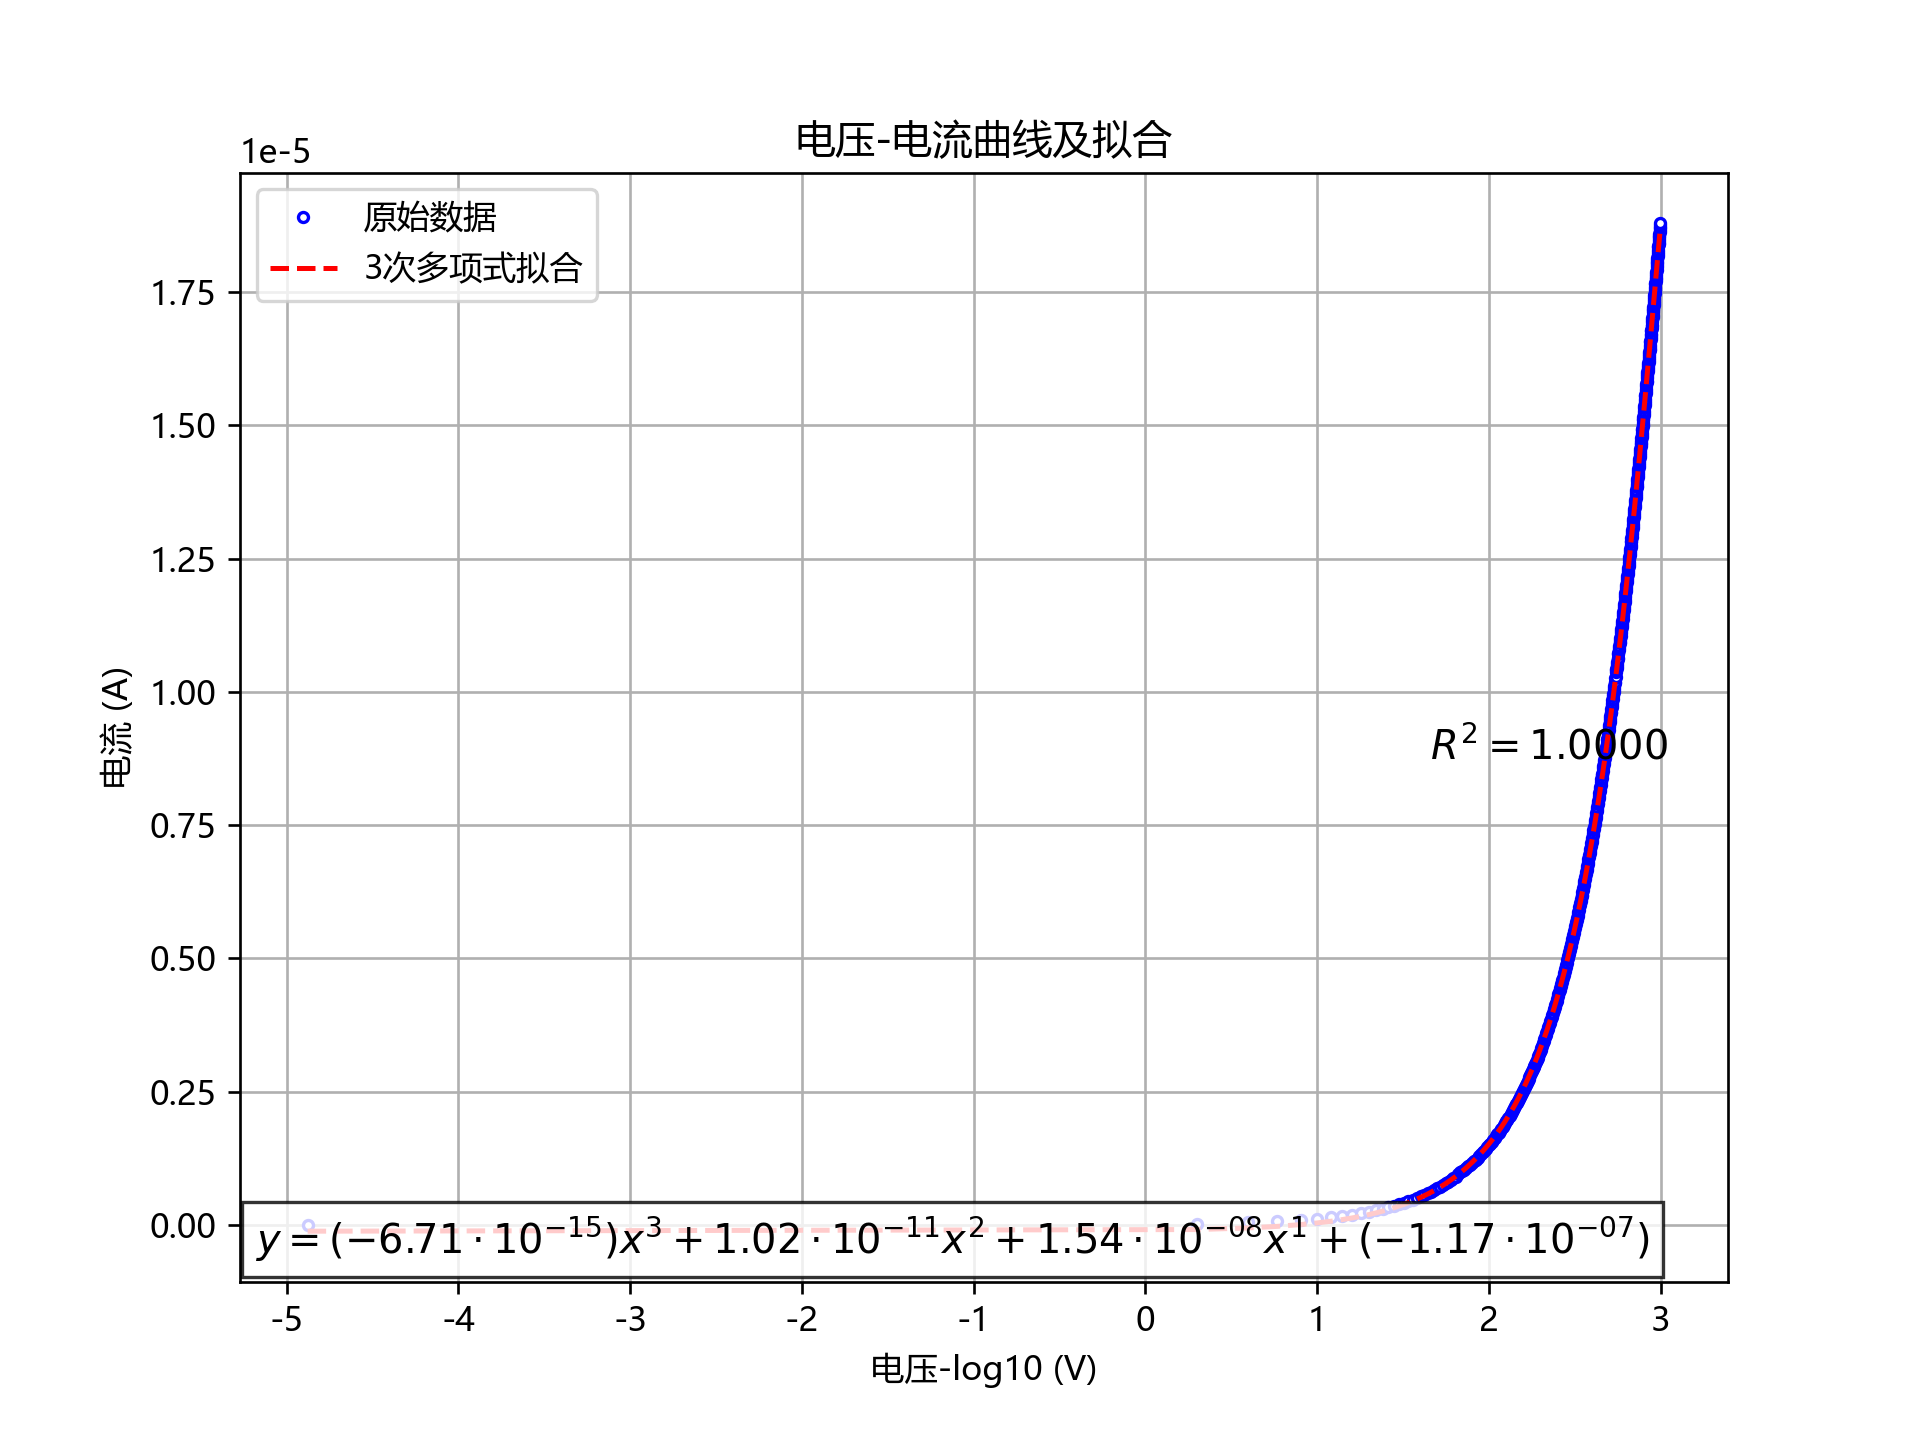 电压-电流曲线及拟合
1e-5
原始数据
3次多项式拟合
1.75
1.50
1.25
1.00
0.75
0.50
0.25
0.00
电流 (A)
R² = 1.0000
y = (−6.71 · 10⁻¹⁵)x³ + 1.02 · 10⁻¹¹x² + 1.54 · 10⁻⁰⁸x¹ + (−1.17 · 10⁻⁰⁷)
-5 -4 -3 -2 -1 0 1 2 3
电压-log10 (V)